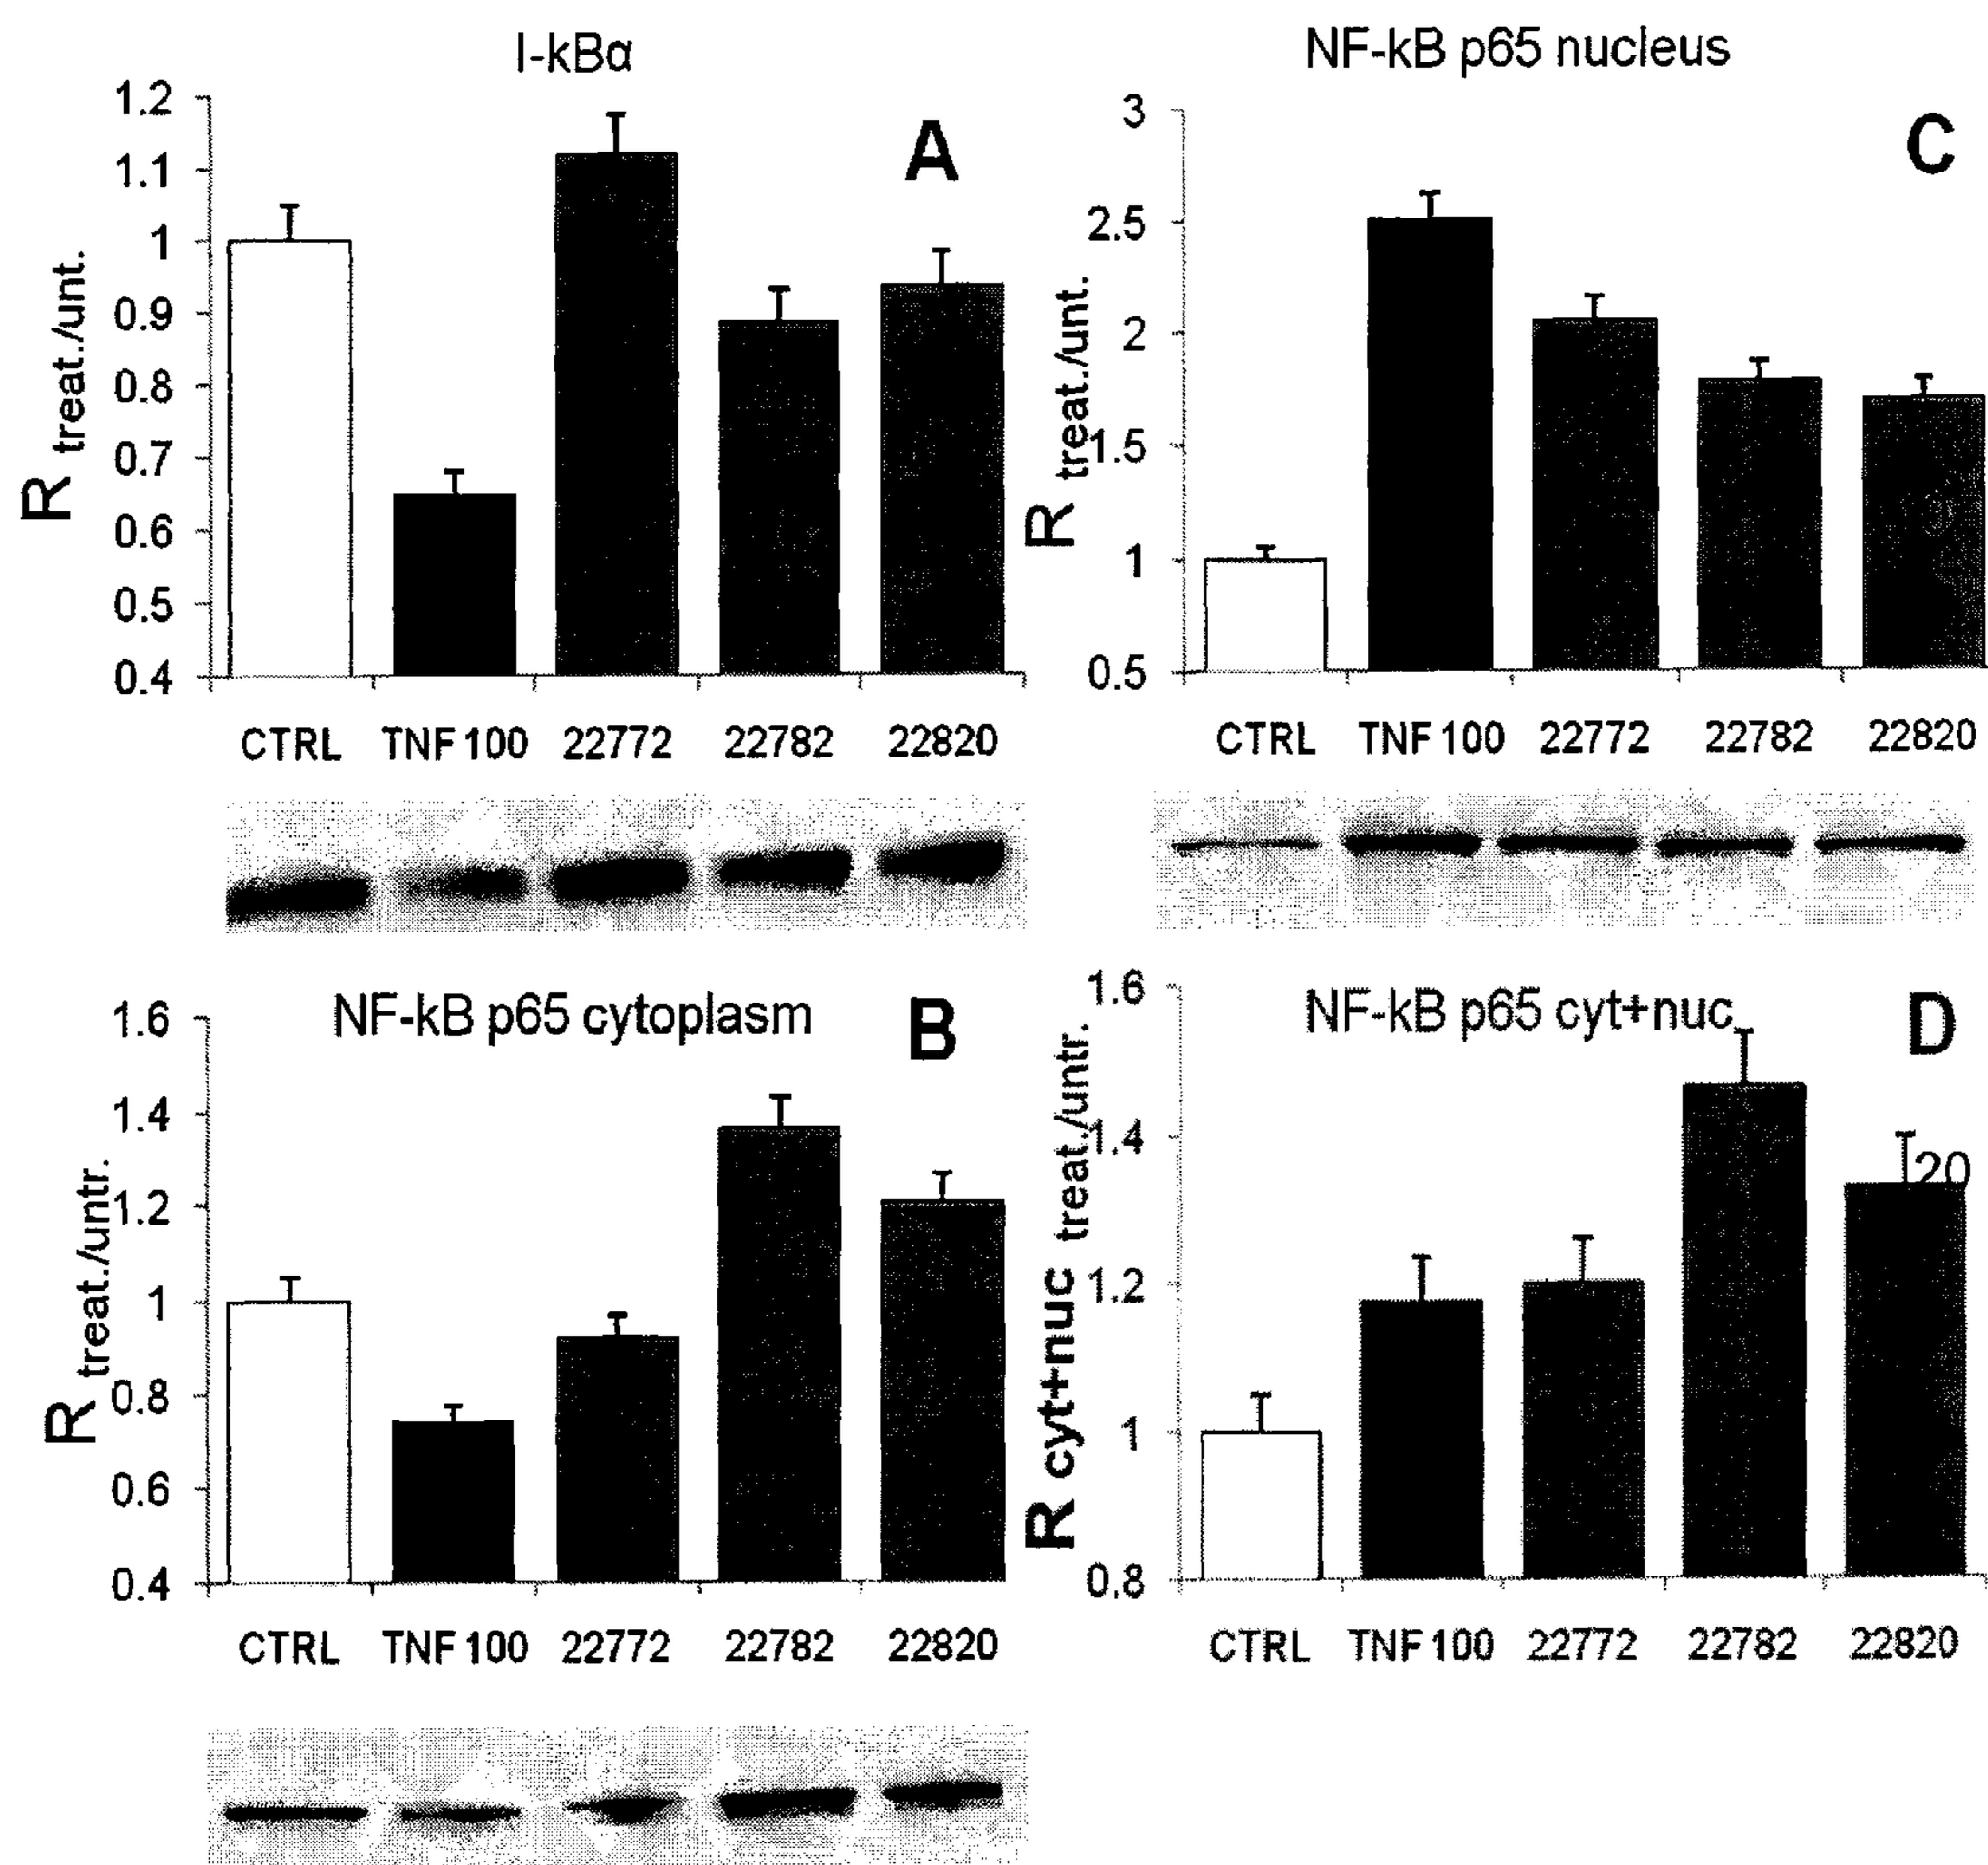 I-kBα
A
1.2
1.1
1
0.9
0.8
0.7
0.6
0.5
0.4
R treat./unt.
CTRL TNF 100 22772 22782 22820
NF-kB p65 nucleus
C
3
2.5
2
1.5
1
0.5
R treat./unt.
CTRL TNF 100 22772 22782 22820
NF-kB p65 cytoplasm
B
1.6
1.4
1.2
1
0.8
0.6
0.4
R treat./untr.
CTRL TNF 100 22772 22782 22820
NF-kB p65 cyt+nuc
D
1.6
1.4
1.2
1
0.8
R cyt+nuc treat./untr.
20
CTRL TNF 100 22772 22782 22820